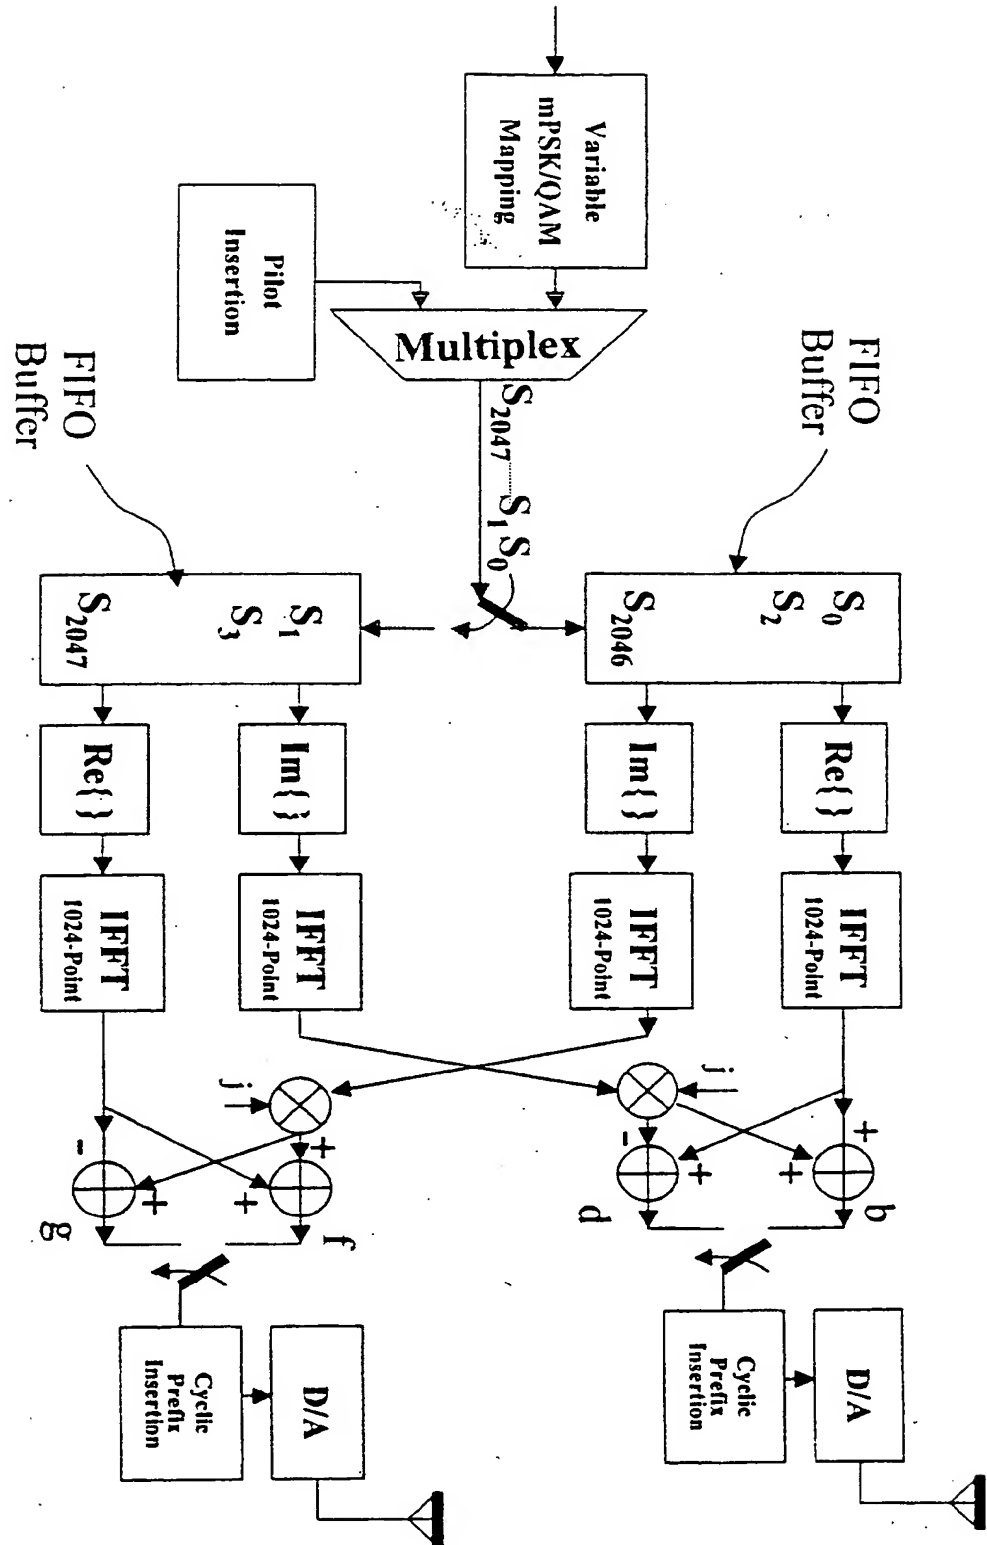 Variable
mPSK/QAM
Mapping
Pilot
Insertion
Multiplex
S2047......S1S0
FIFO
Buffer
S0
S2
S2046
Re{ }
IFFT
1024-Point
Im{ }
IFFT
1024-Point
j
+
+
b
-
+
d
Cyclic
Prefix
Insertion
D/A
FIFO
Buffer
S1
S3
S2047
Im{ }
IFFT
1024-Point
Re{ }
IFFT
1024-Point
j
+
+
f
-
+
g
Cyclic
Prefix
Insertion
D/A